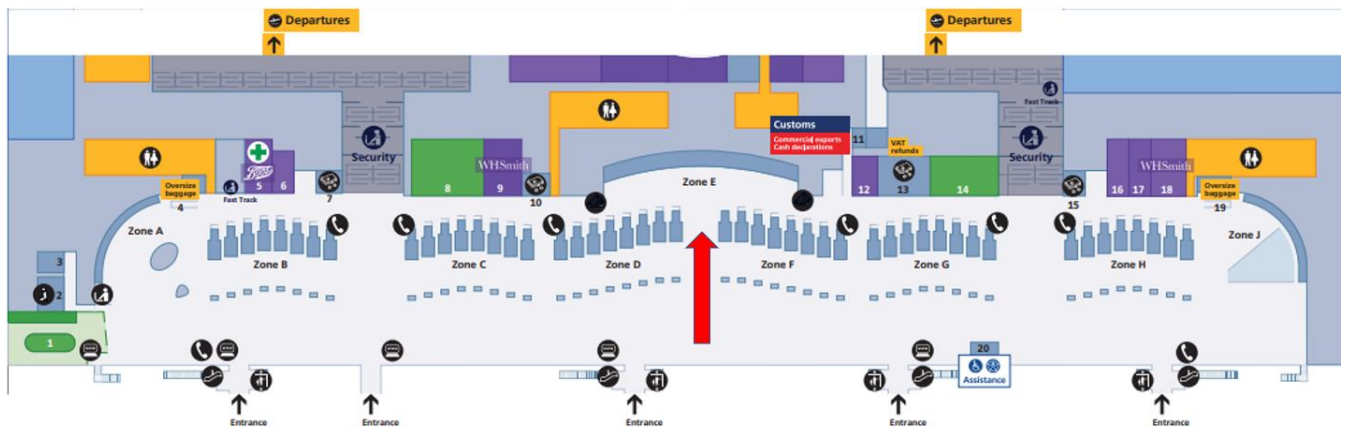 Departures
Departures
Fast Track
Security
Security
Customs
Commercial exports
Cash declarations
11
VAT
refunds
Boots
5
6
Fast Track
Oversize
baggage
4
7
8
WHSmith
9
10
Zone E
12
13
14
15
16
17
WHSmith
18
Oversize
baggage
19
Zone A
Zone B
Zone C
Zone D
Zone F
Zone G
Zone H
Zone J
3
2
1
20
Assistance
Entrance
Entrance
Entrance
Entrance
Entrance